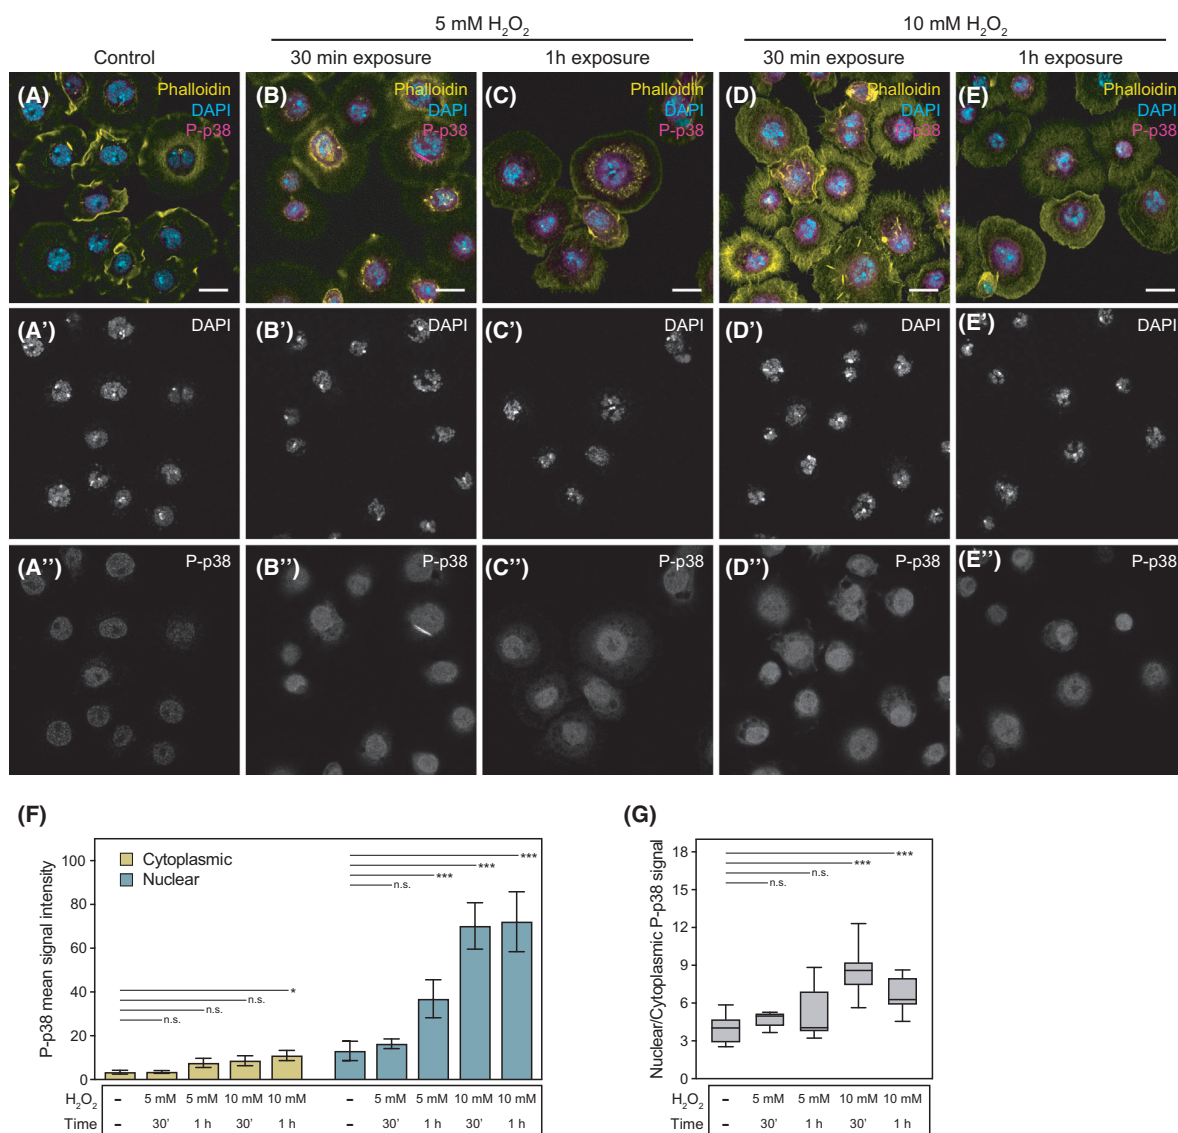 5 mM H₂O₂ 10 mM H₂O₂
Control 30 min exposure 1h exposure 30 min exposure 1h exposure
(A) Phalloidin (B) Phalloidin (C) Phalloidin (D) Phalloidin (E) Phalloidin
DAPI DAPI DAPI DAPI DAPI
P-p38 P-p38 P-p38 P-p38 P-p38
(A') DAPI (B') DAPI (C') DAPI (D') DAPI (E') DAPI
(A'') P-p38 (B'') P-p38 (C'') P-p38 (D'') P-p38 (E'') P-p38
(F)
P-p38 mean signal intensity
100
80
60
40
20
0
Cytoplasmic
Nuclear
*
n.s.
n.s.
n.s.
***
***
***
n.s.
H₂O₂ – 5 mM 5 mM 10 mM 10 mM – 5 mM 5 mM 10 mM 10 mM
Time – 30' 1 h 30' 1 h – 30' 1 h 30' 1 h
(G)
Nuclear/Cytoplasmic P-p38 signal
18
15
12
9
6
3
0
***
***
n.s.
n.s.
H₂O₂ – 5 mM 5 mM 10 mM 10 mM
Time – 30' 1 h 30' 1 h